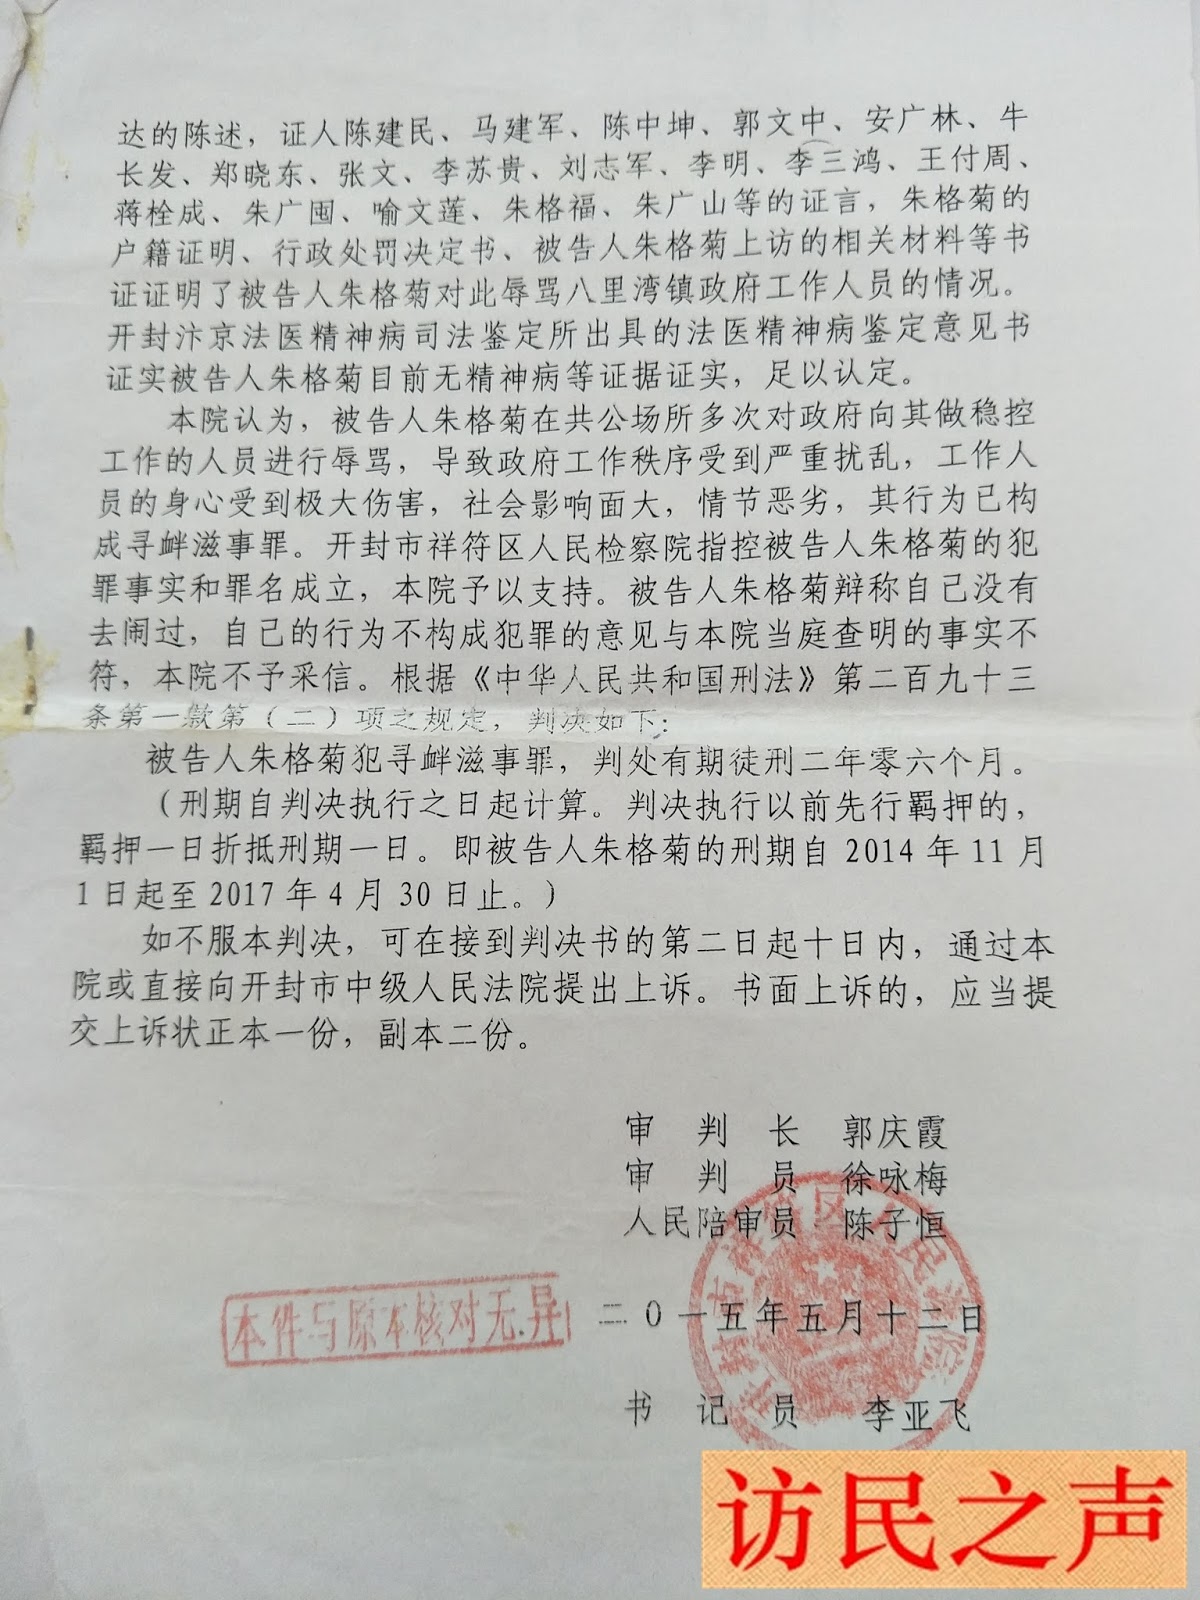 达的陈述，证人陈建民、马建军、陈中坤、郭文中、安广林、牛
长发、郑晓东、张文、李苏贵、刘志军、李明、李三鸿、王付周、
蒋栓成、朱广囤、喻文莲、朱格福、朱广山等的证言，朱格菊的
户籍证明、行政处罚决定书、被告人朱格菊上访的相关材料等书
证证明了被告人朱格菊对此辱骂八里湾镇政府工作人员的情况。
开封汴京法医精神病司法鉴定所出具的法医精神病鉴定意见书
证实被告人朱格菊目前无精神病等证据证实，足以认定。
本院认为，被告人朱格菊在共公场所多次对政府向其做稳控
工作的人员进行辱骂，导致政府工作秩序受到严重扰乱，工作人
员的身心受到极大伤害，社会影响面大，情节恶劣，其行为已构
成寻衅滋事罪。开封市祥符区人民检察院指控被告人朱格菊的犯
罪事实和罪名成立，本院予以支持。被告人朱格菊辩称自己没有
去闹过，自己的行为不构成犯罪的意见与本院当庭查明的事实不
符，本院不予采信。根据《中华人民共和国刑法》第二百九十三
条第一款第（二）项之规定，判决如下：
被告人朱格菊犯寻衅滋事罪，判处有期徒刑二年零六个月。
（刑期自判决执行之日起计算。判决执行以前先行羁押的，
羁押一日折抵刑期一日。即被告人朱格菊的刑期自 2014 年 11 月
1 日起至 2017 年 4 月 30 日止。）
如不服本判决，可在接到判决书的第二日起十日内，通过本
院或直接向开封市中级人民法院提出上诉。书面上诉的，应当提
交上诉状正本一份，副本二份。
审 判 长 郭庆霞
审 判 员 徐咏梅
人民陪审员 陈子恒
开封市祥符区人民法院
本件与原本核对无异
二0一五年五月十二日
书 记 员 李亚飞
访民之声